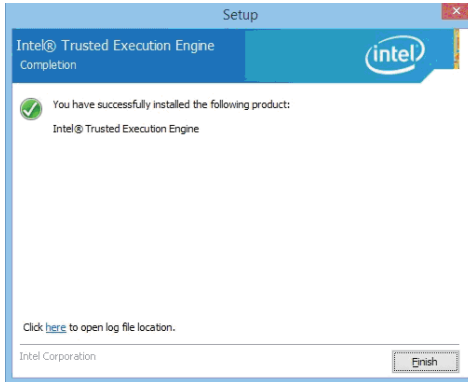 Setup
Intel® Trusted Execution Engine
Completion
intel
You have successfully installed the following product:
Intel® Trusted Execution Engine
Click here to open log file location.
Intel Corporation
Finish